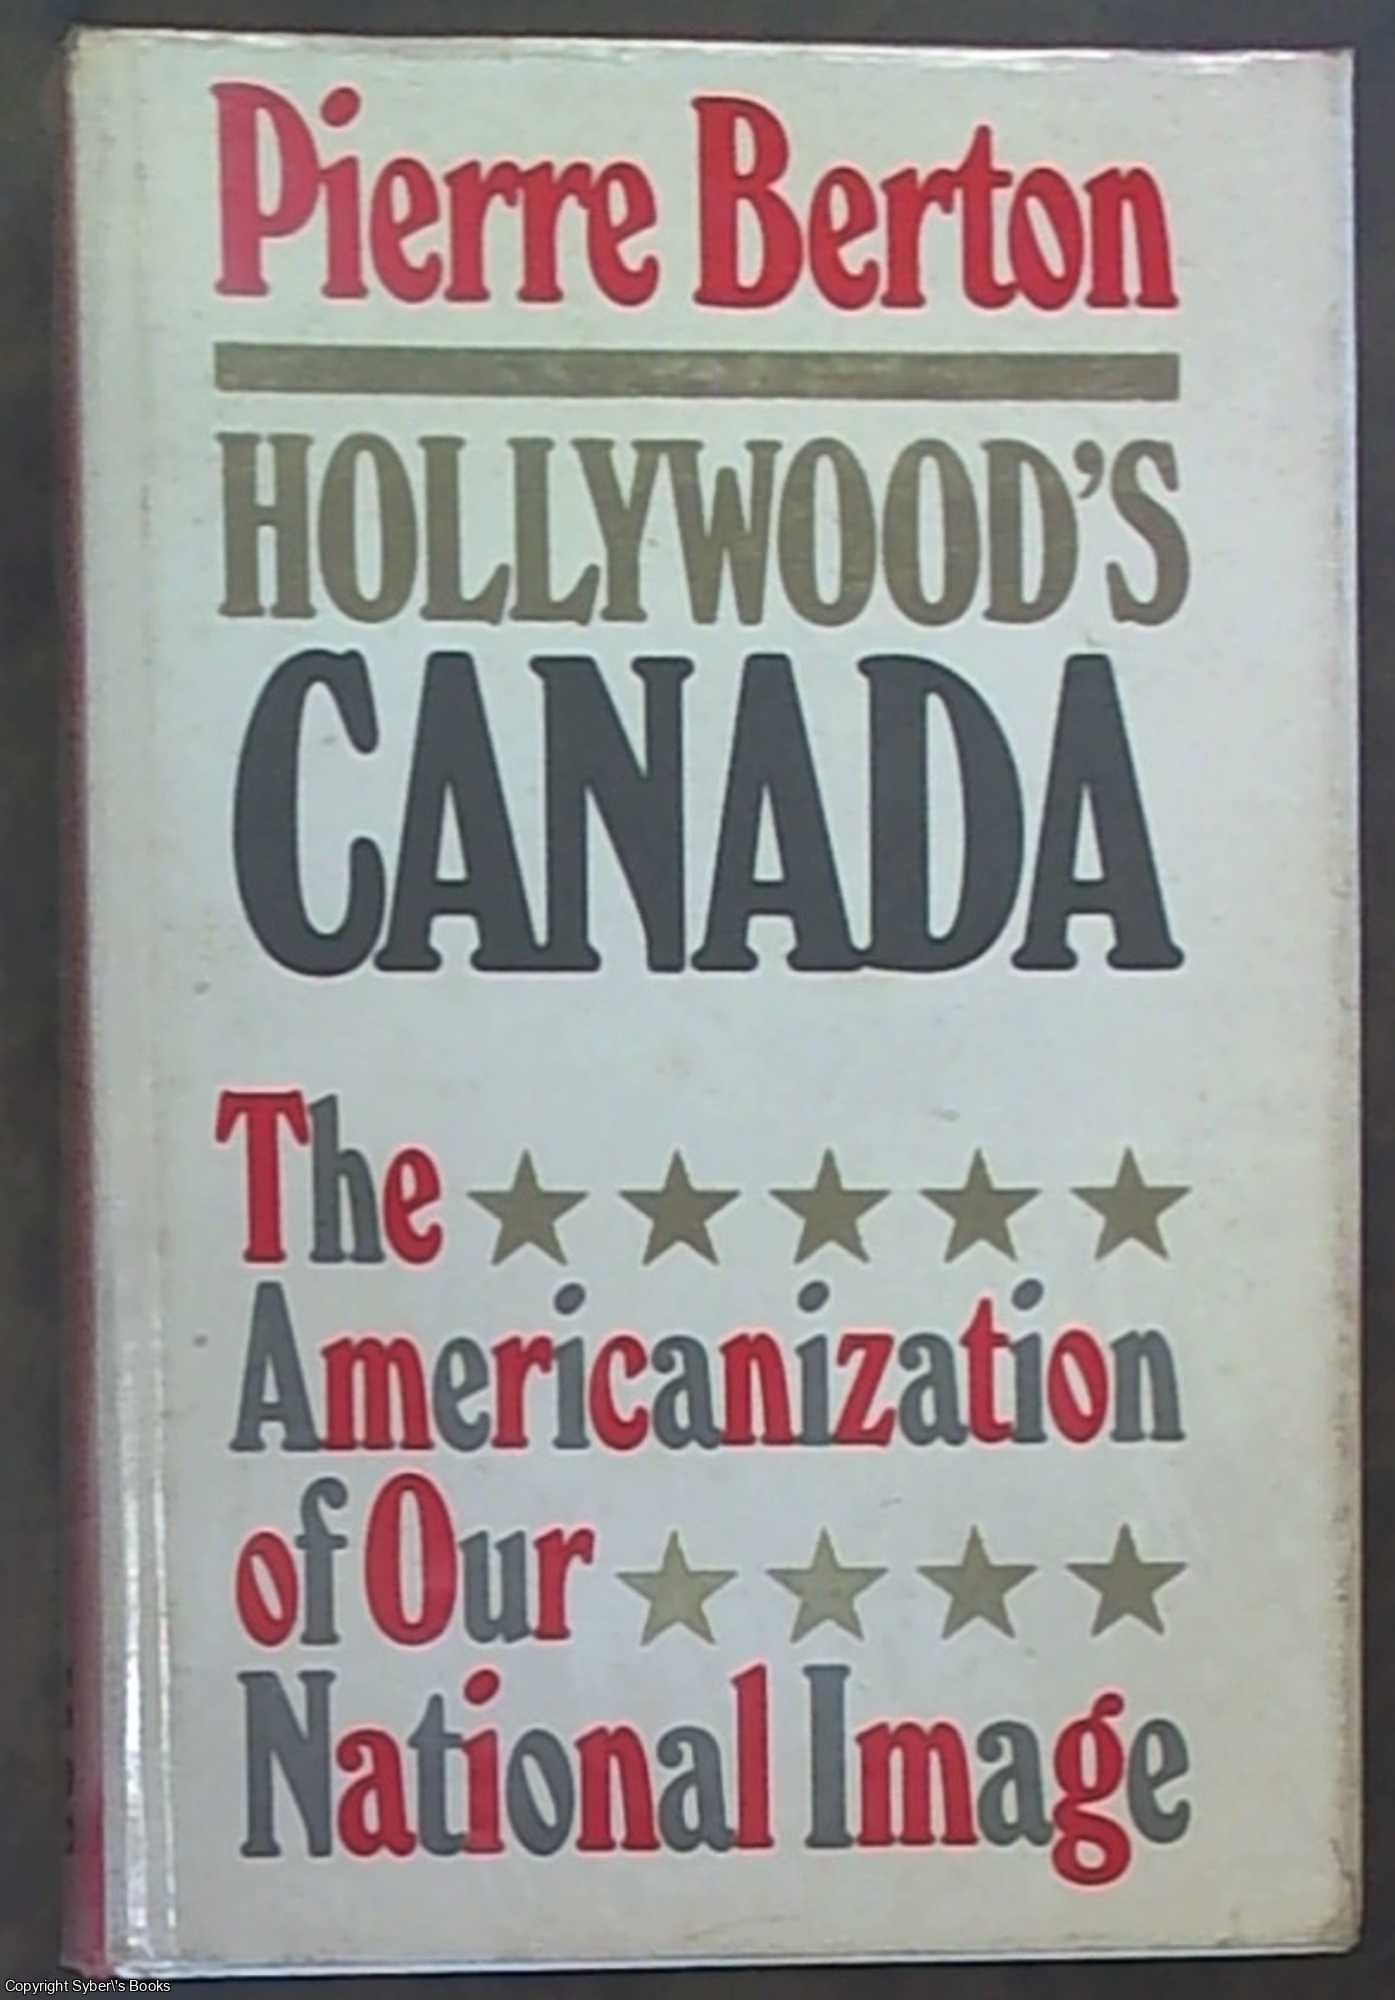 Pierre Berton
HOLLYWOOD'S
CANADA
The
Americanization
of Our
National Image
Copyright Syber\'s Books